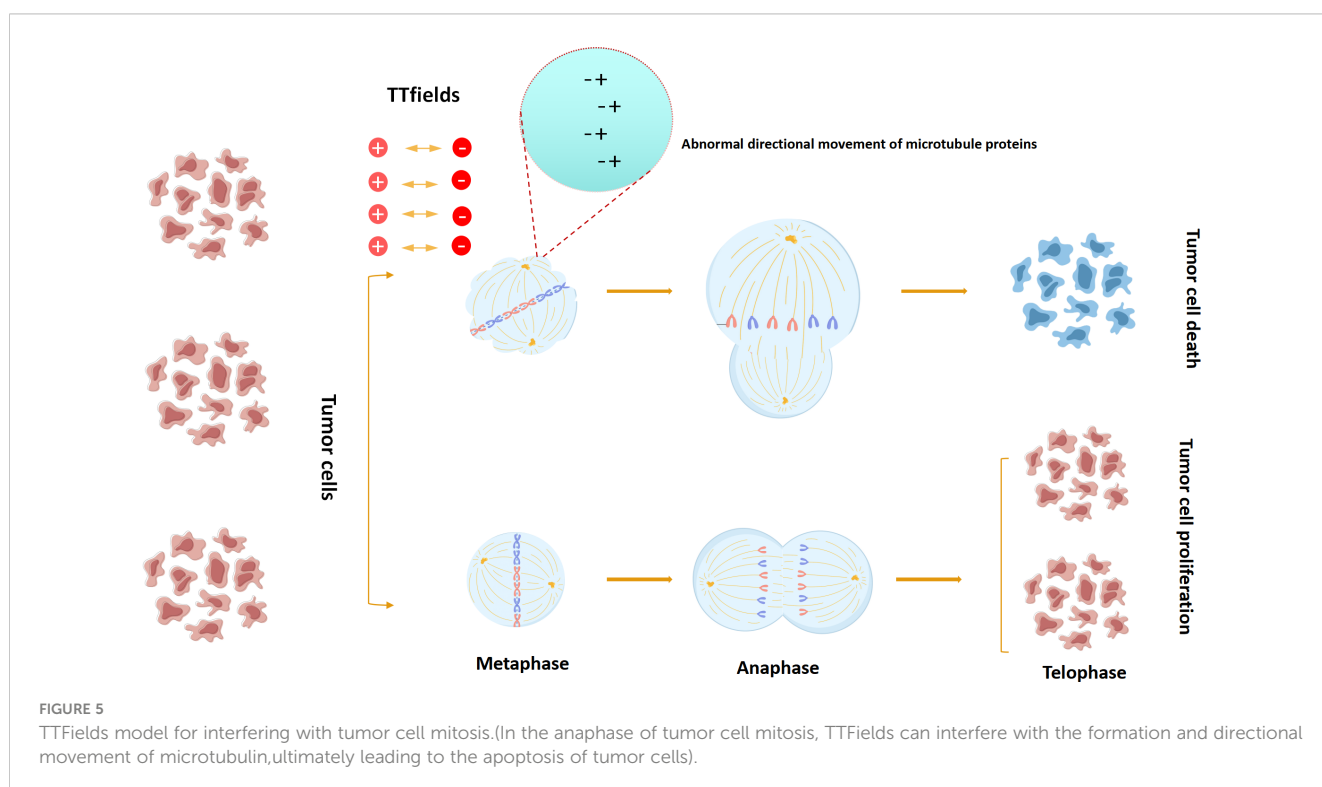 TTfields
+ -
+ -
+ -
+ -
-+
-+
-+
-+
Abnormal directional movement of microtubule proteins
Tumor cells
Tumor cell death
Tumor cell proliferation
Metaphase
Anaphase
Telophase
FIGURE 5
TTFields model for interfering with tumor cell mitosis.(In the anaphase of tumor cell mitosis, TTFields can interfere with the formation and directional
movement of microtubulin,ultimately leading to the apoptosis of tumor cells).